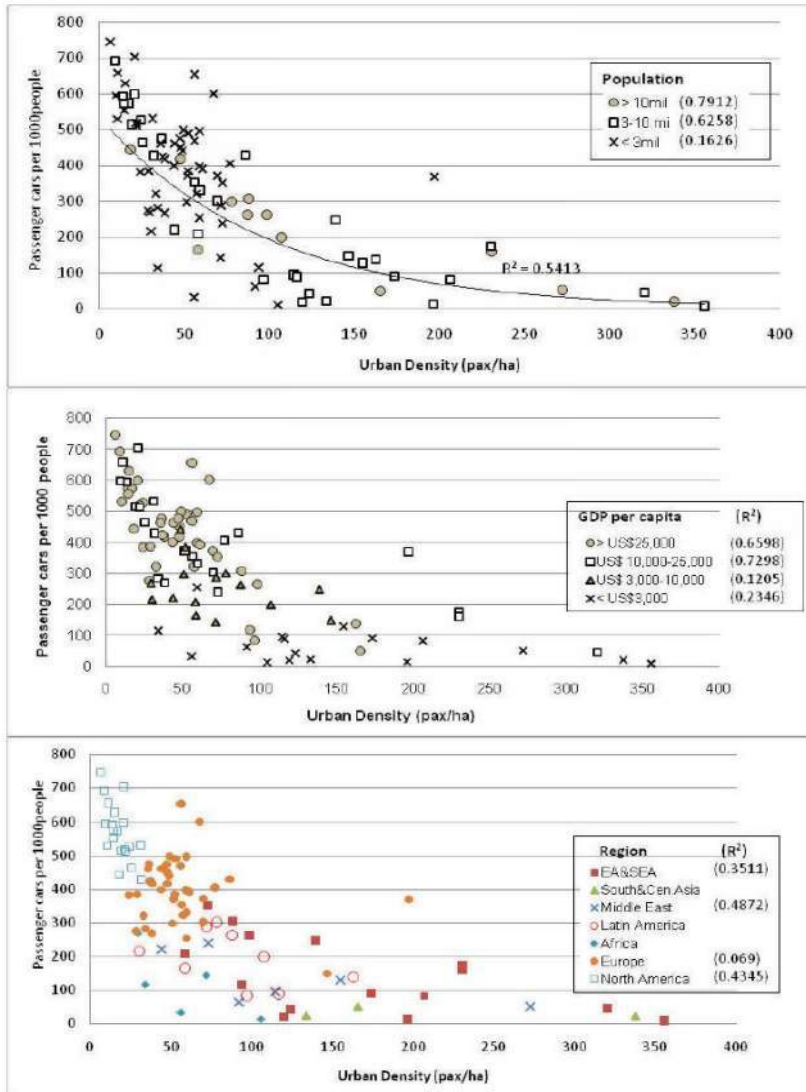 800
700
600
500
400
300
200
100
0
Passenger cars per 1000people
Population
> 10mil (0.7912)
3-10 mi (0.6258)
< 3mil (0.1626)
R² = 0.5413
0 50 100 150 200 250 300 350 400
Urban Density (pax/ha)
800
700
600
500
400
300
200
100
0
Passenger cars per 1000 people
GDP per capita (R²)
> US$25,000 (0.6598)
US$ 10,000-25,000 (0.7298)
US$ 3,000-10,000 (0.1205)
< US$3,000 (0.2346)
0 50 100 150 200 250 300 350 400
Urban Density (pax/ha)
800
700
600
500
400
300
200
100
0
Passenger cars per 1000people
Region (R²)
EA&SEA (0.3511)
South&Cen.Asia
Middle East (0.4872)
Latin America
Africa
Europe (0.069)
North America (0.4345)
0 50 100 150 200 250 300 350 400
Urban Density (pax/ha)